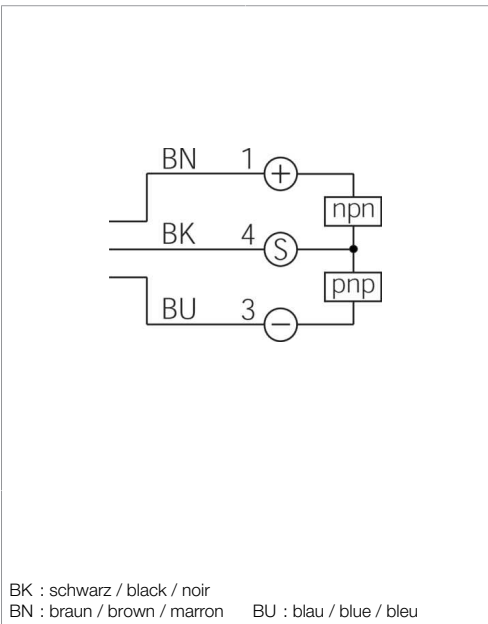 BN 1 +
npn
BK 4 S
pnp
BU 3 −
BK : schwarz / black / noir
BN : braun / brown / marron BU : blau / blue / bleu